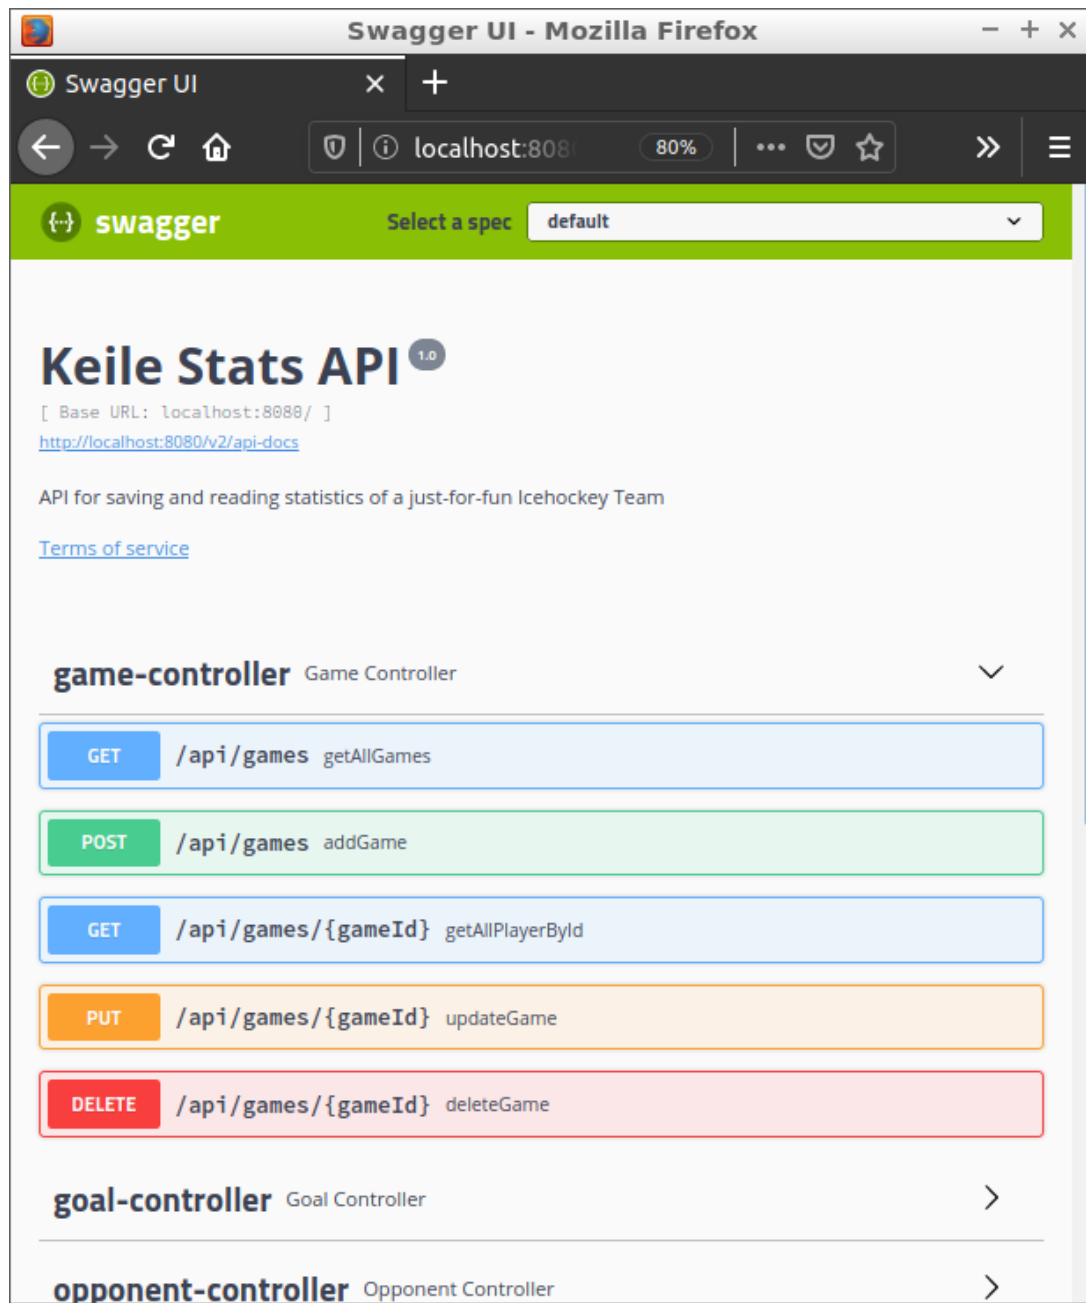 Swagger UI - Mozilla Firefox
Swagger UI
localhost:808
80%
swagger Select a spec default
Keile Stats API 1.0
[ Base URL: localhost:8080/ ]
http://localhost:8080/v2/api-docs
API for saving and reading statistics of a just-for-fun Icehockey Team
Terms of service
game-controller Game Controller
GET /api/games getAllGames
POST /api/games addGame
GET /api/games/{gameId} getAllPlayerById
PUT /api/games/{gameId} updateGame
DELETE /api/games/{gameId} deleteGame
goal-controller Goal Controller
opponent-controller Opponent Controller